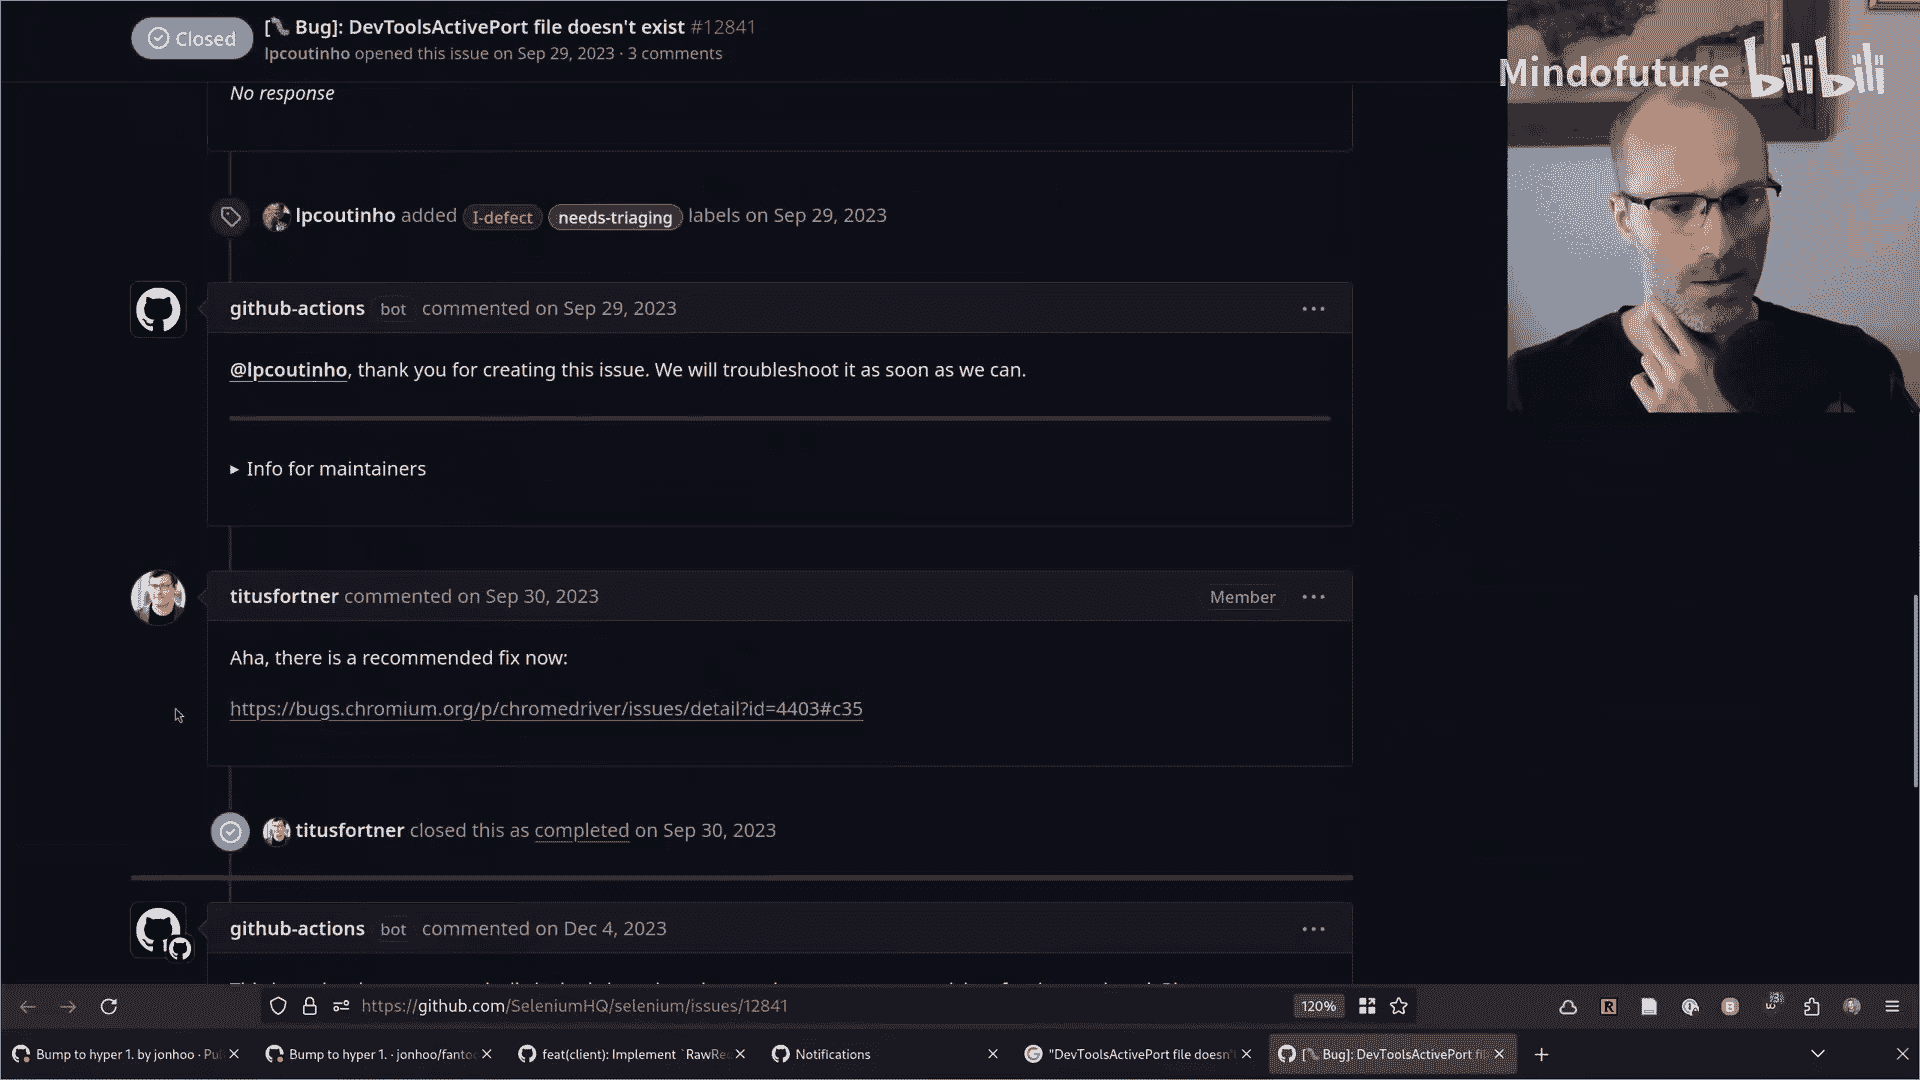 Closed
[🐛 Bug]: DevToolsActivePort file doesn't exist #12841
lpcoutinho opened this issue on Sep 29, 2023 · 3 comments
Mindofuture bilibili
No response
lpcoutinho added I-defect needs-triaging labels on Sep 29, 2023
github-actions bot commented on Sep 29, 2023
@lpcoutinho, thank you for creating this issue. We will troubleshoot it as soon as we can.
Info for maintainers
titusfortner commented on Sep 30, 2023
Member
Aha, there is a recommended fix now:
https://bugs.chromium.org/p/chromedriver/issues/detail?id=4403#c35
titusfortner closed this as completed on Sep 30, 2023
github-actions bot commented on Dec 4, 2023
https://github.com/SeleniumHQ/selenium/issues/12841
120%
Bump to hyper 1. by jonhoo · Pul
Bump to hyper 1. · jonhoo/fanto
feat(client): Implement `RawRe
Notifications
"DevToolsActivePort file doesn'
[🐛 Bug]: DevToolsActivePort fi